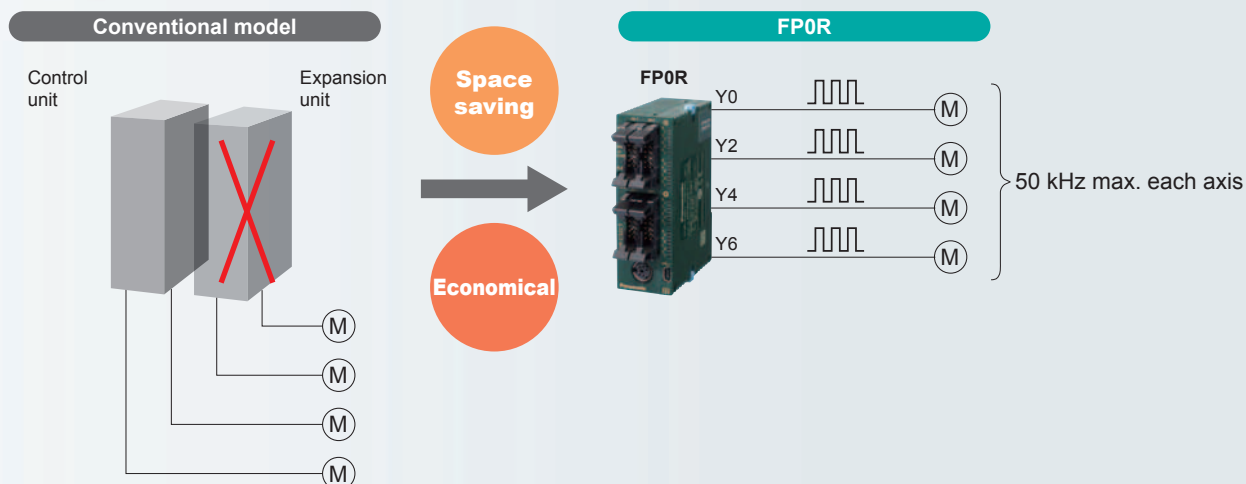 Conventional model
Control
unit
Expansion
unit
M
M
M
M
Space
saving
Economical
FP0R
FP0R
Y0
M
Y2
M
Y4
M
Y6
M
50 kHz max. each axis
Panasonic